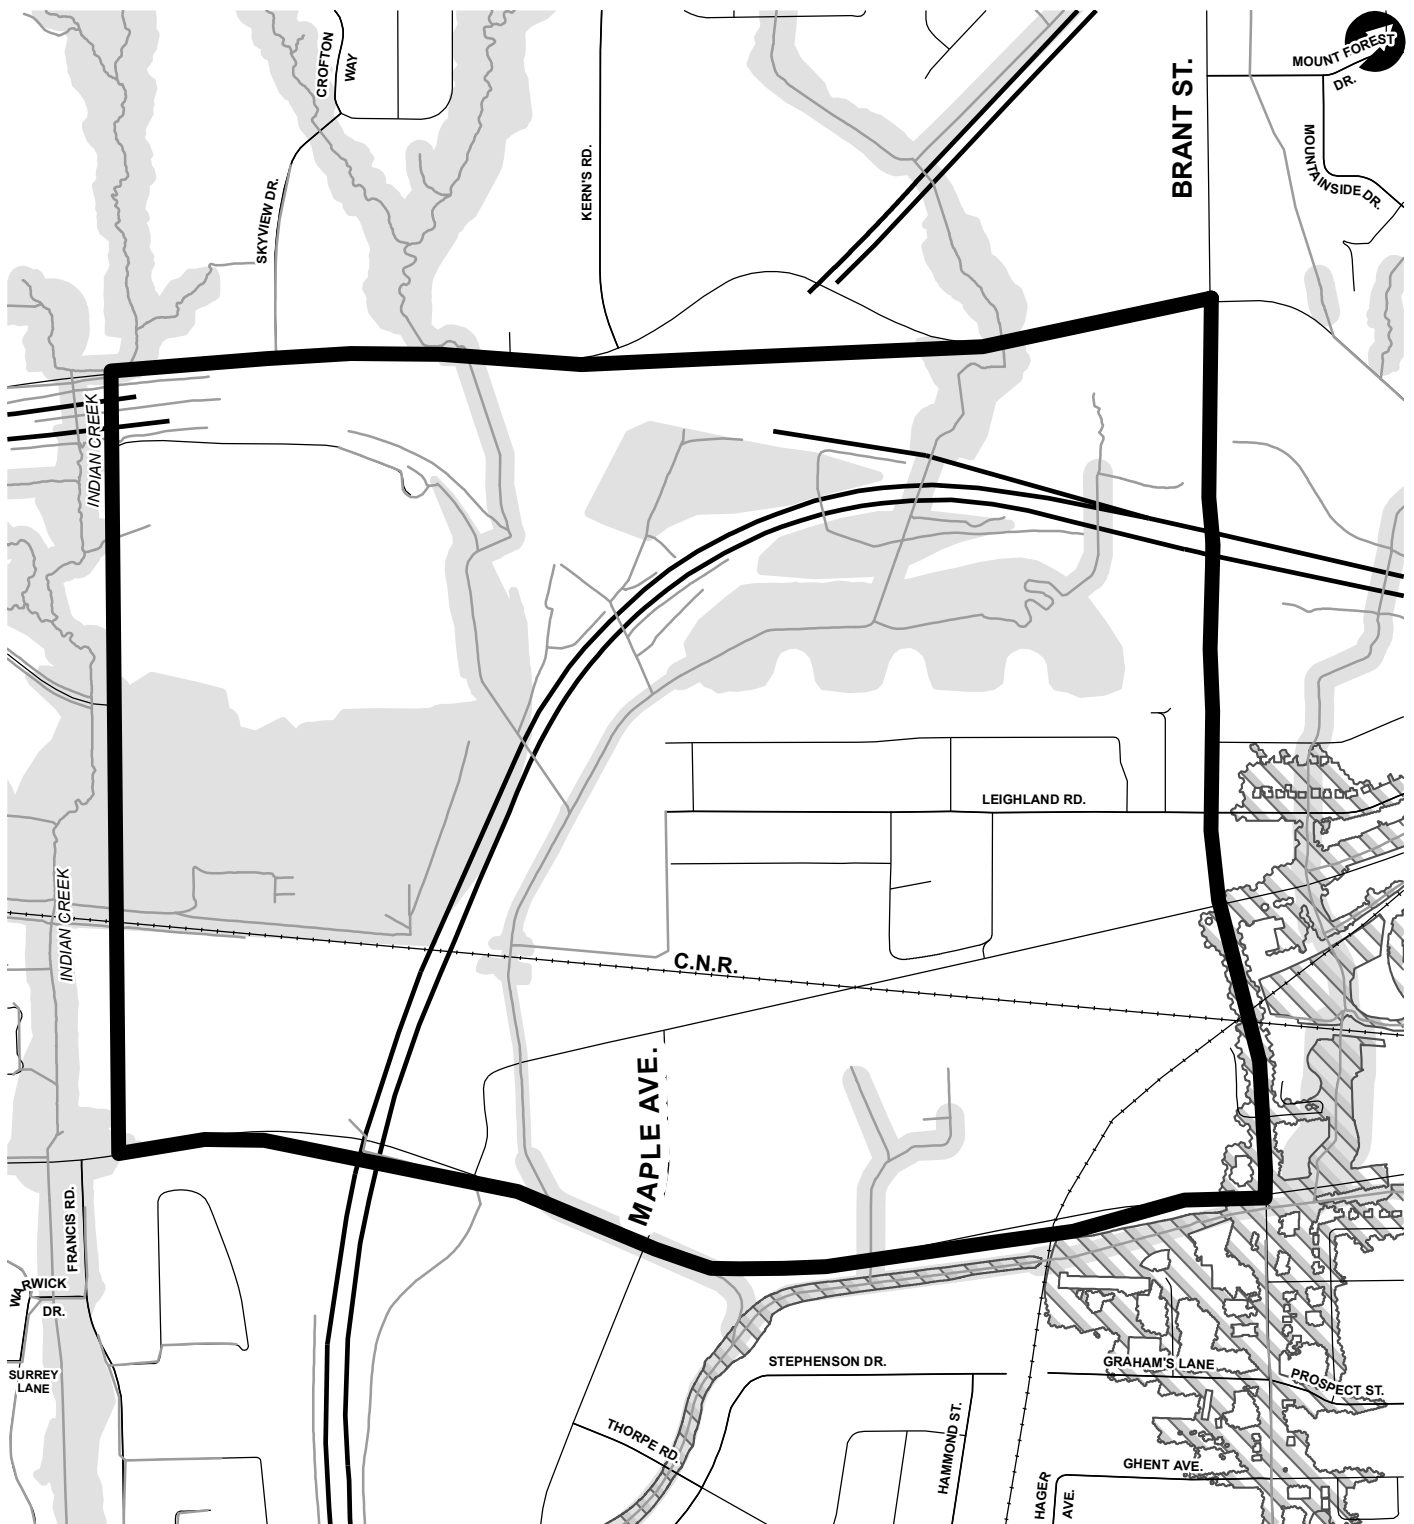 CROFTON
WAY
MOUNT FOREST
DR.
BRANT ST.
MOUNTAINSIDE DR.
KERN'S RD.
SKYVIEW DR.
INDIAN CREEK
LEIGHLAND RD.
INDIAN CREEK
C.N.R.
MAPLE AVE.
FRANCIS RD.
WARWICK
DR.
SURREY
LANE
STEPHENSON DR.
GRAHAM'S LANE
PROSPECT ST.
THORPE RD.
HAMMOND ST.
GHENT AVE.
HAGER
AVE.